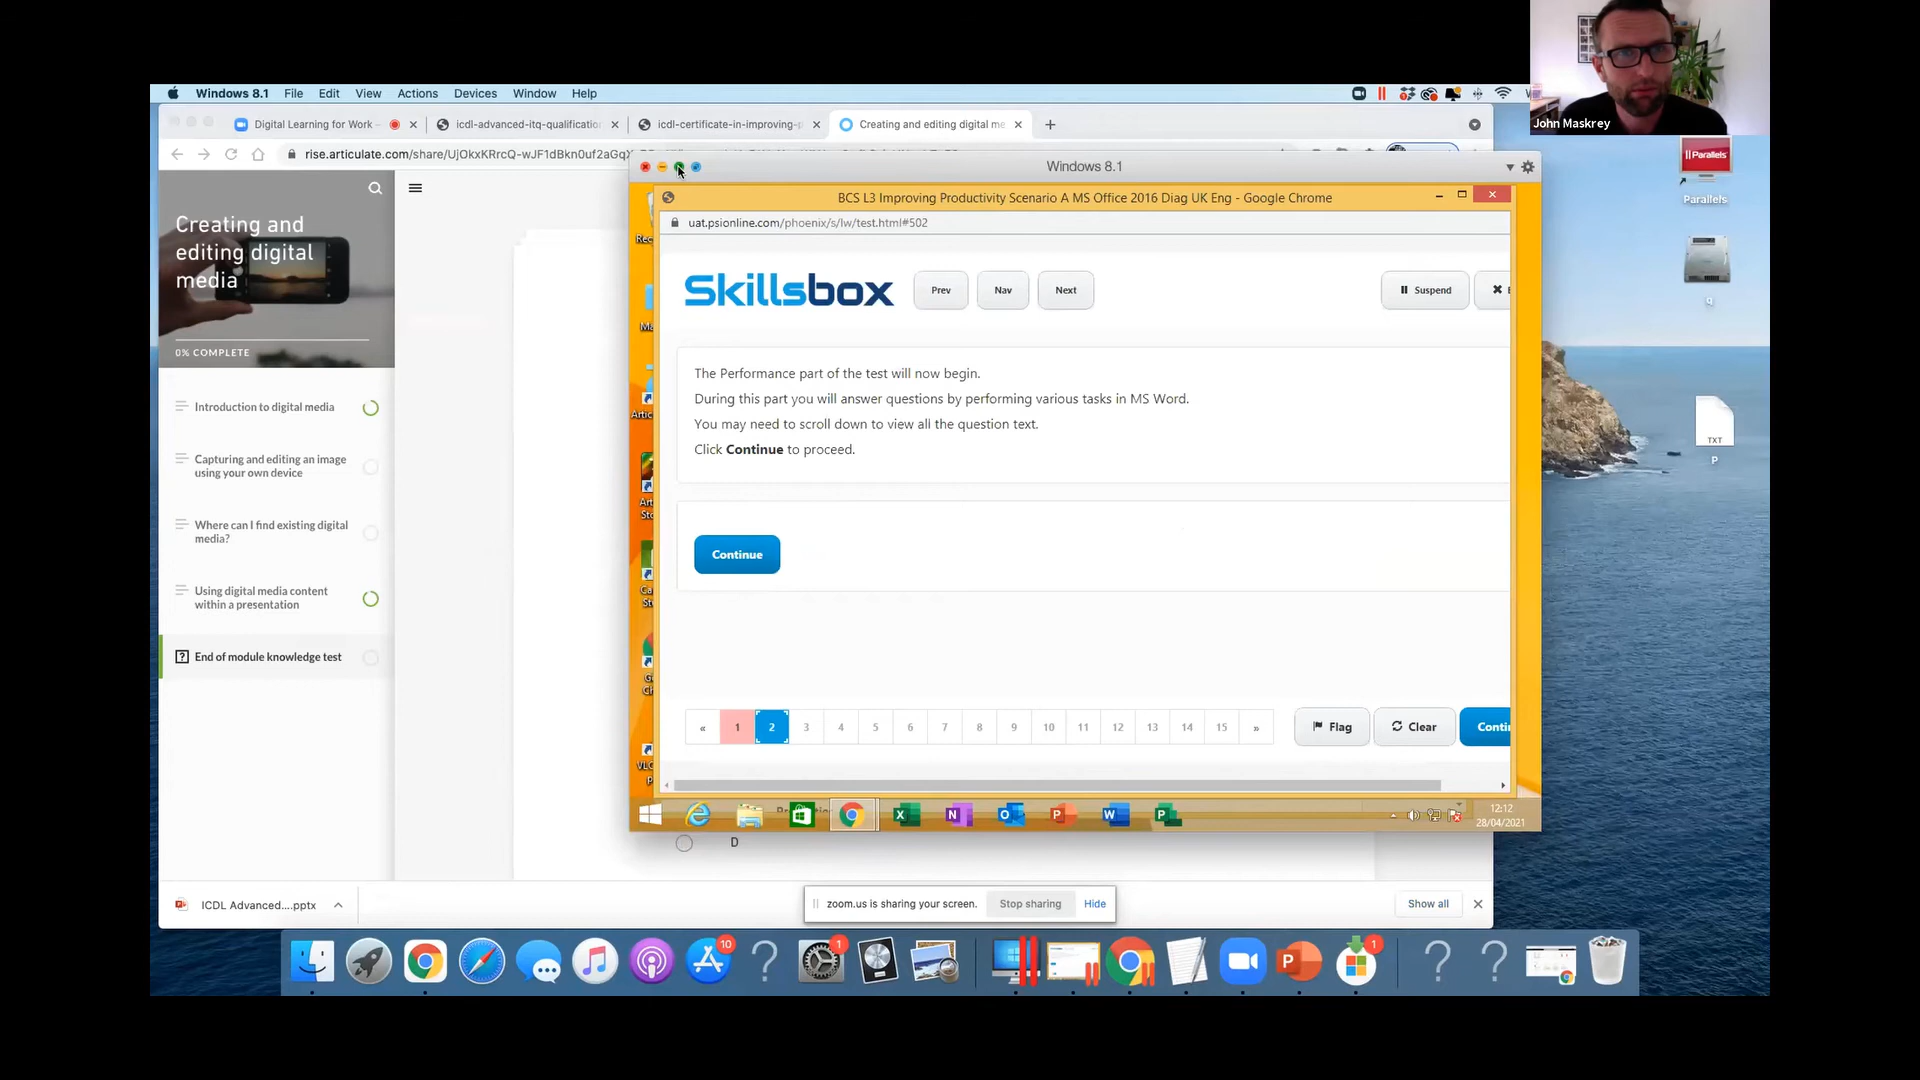 John Maskrey
Windows 8.1 File Edit View Actions Devices Window Help
Digital Learning for Work -
icdl-advanced-itq-qualification
icdl-certificate-in-improving-p
Creating and editing digital me
rise.articulate.com/share/UjOkxKRrcQ-wJF1dBkn0uf2aGqX
Creating and
editing digital
media
0% COMPLETE
Introduction to digital media
Capturing and editing an image
using your own device
Where can I find existing digital
media?
Using digital media content
within a presentation
End of module knowledge test
Windows 8.1
BCS L3 Improving Productivity Scenario A MS Office 2016 Diag UK Eng - Google Chrome
uat.psionline.com/phoenix/s/lw/test.html#502
Skillsbox
Prev
Nav
Next
Suspend
The Performance part of the test will now begin.
During this part you will answer questions by performing various tasks in MS Word.
You may need to scroll down to view all the question text.
Click Continue to proceed.
Continue
« 1 2 3 4 5 6 7 8 9 10 11 12 13 14 15 »
Flag
Clear
Contin
12:12
28/04/2021
D
||Parallels
Parallels
q
TXT
P
ICDL Advanced....pptx
zoom.us is sharing your screen.
Stop sharing
Hide
Show all
10
1
1